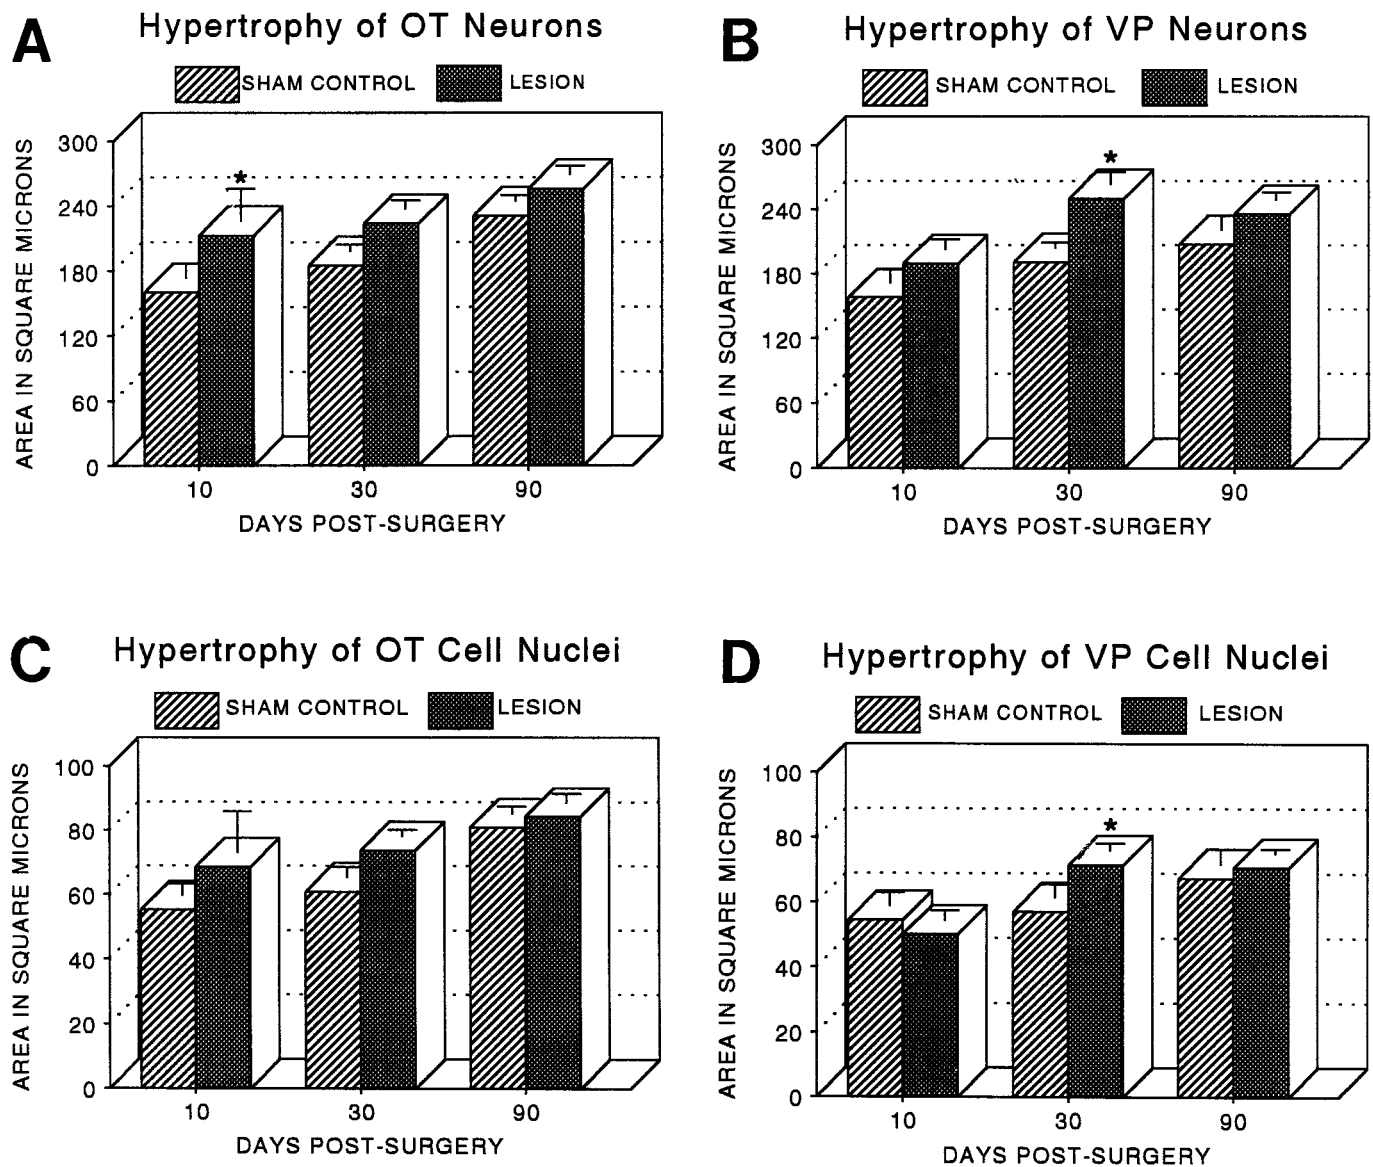 A
Hypertrophy of OT Neurons
SHAM CONTROL LESION
AREA IN SQUARE MICRONS
300
240
180
120
60
0
*
10 30 90
DAYS POST-SURGERY
B
Hypertrophy of VP Neurons
SHAM CONTROL LESION
AREA IN SQUARE MICRONS
300
240
180
120
60
0
*
10 30 90
DAYS POST-SURGERY
C
Hypertrophy of OT Cell Nuclei
SHAM CONTROL LESION
AREA IN SQUARE MICRONS
100
80
60
40
20
0
10 30 90
DAYS POST-SURGERY
D
Hypertrophy of VP Cell Nuclei
SHAM CONTROL LESION
AREA IN SQUARE MICRONS
100
80
60
40
20
0
*
10 30 90
DAYS POST-SURGERY